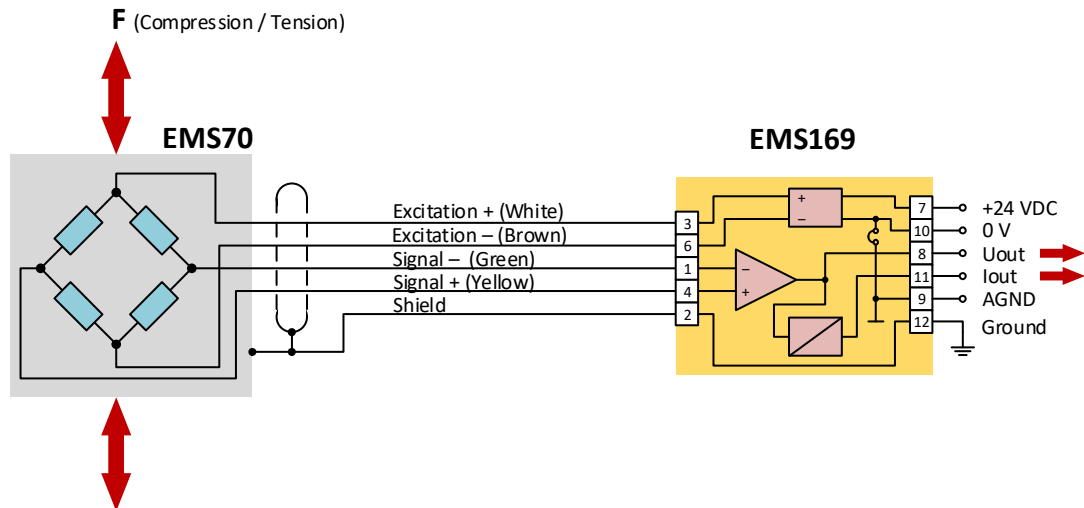 F (Compression / Tension)
EMS70
EMS169
Excitation + (White)
Excitation – (Brown)
Signal – (Green)
Signal + (Yellow)
Shield
3
6
1
4
2
+
–
–
+
7
10
8
11
9
12
+24 VDC
0 V
Uout
Iout
AGND
Ground